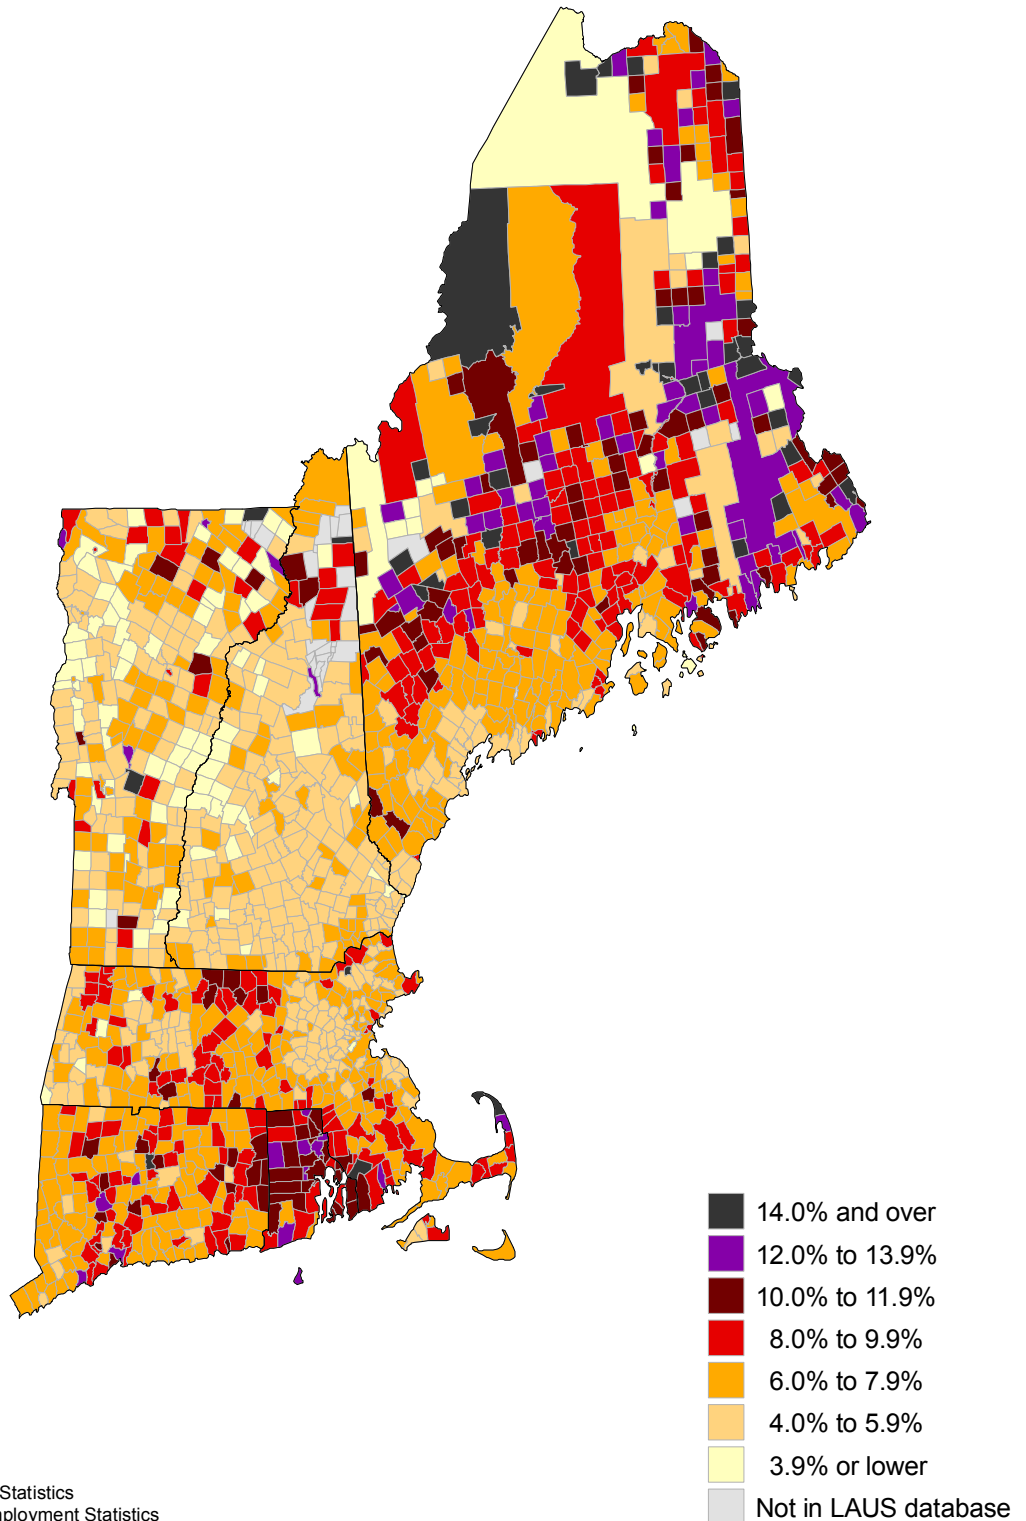 14.0% and over
12.0% to 13.9%
10.0% to 11.9%
8.0% to 9.9%
6.0% to 7.9%
4.0% to 5.9%
3.9% or lower
Not in LAUS database
Statistics
ployment Statistics